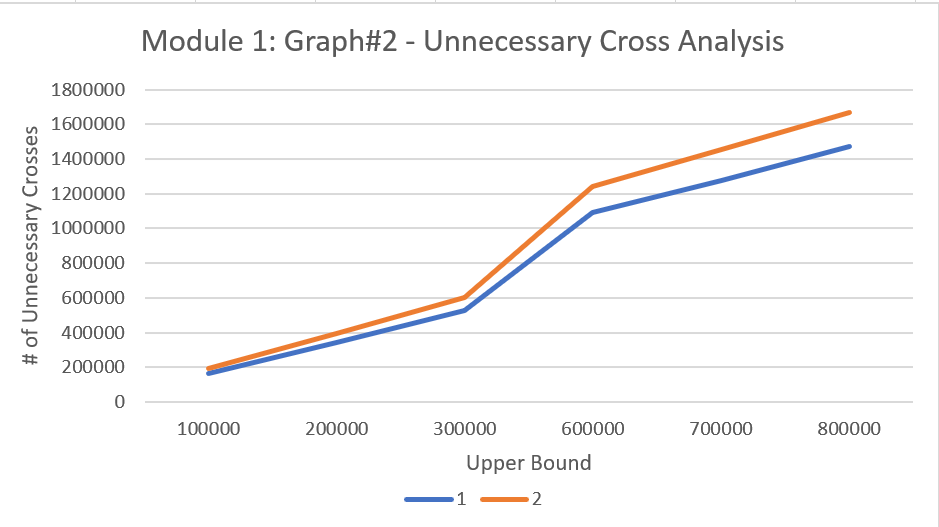 Module 1: Graph#2 - Unnecessary Cross Analysis
# of Unnecessary Crosses
1800000
1600000
1400000
1200000
1000000
800000
600000
400000
200000
0
100000 200000 300000 600000 700000 800000
Upper Bound
1 2